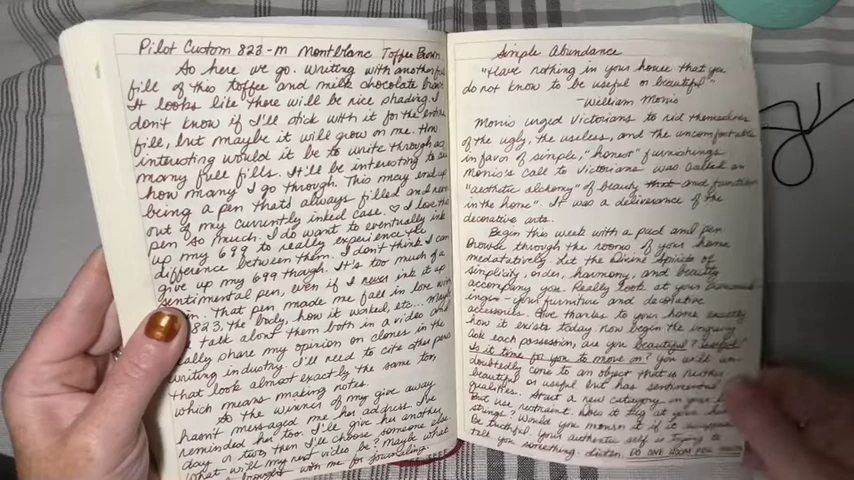 Pilot Custom 823-M Montblanc Toffee Brown
So here we go. Writing with another full
fill of this toffee and milk chocolate brown.
It looks like there will be nice shading. I
don't know if I'll stick with it for the entire
fill, but maybe it will grow on me. How
interesting would it be to write through as
many full fills. It'll be interesting to see
how many I go through. This may end up
being a pen that's always filled and never
out of my currently inked case. ♡ I love this
pen so much. I do want to eventually ink
up my 699 to really experience the
difference between them. I don't think I can
give up my 699 though. It's too much of a
sentimental pen, even if I never ink it up
again. That pen made me fall in love with
823, the body, how it worked, etc... Maybe
talk about them both in a video and
really share my opinion on clones in the
writing industry. I'll need to cite other pens
that look almost exactly the same too
which means making notes.
So the winner of my give away
hasn't messaged me her address. I've
reminded her too. I'll give her another
day or two, then I'll choose someone else.
What will my next video be? Maybe what
I bought with me for journaling.
Simple Abundance
"Have nothing in your house that you
do not know to be useful or beautiful"
-William Morris
Morris urged Victorians to rid themselves
of the ugly, the useless, and the uncomfortable
in favor of simple, "honest" furnishings.
Morris's call to Victorians was called an
"aesthetic alchemy" of beauty and
in the home". It was a deliverance of the
decorative arts.
Begin this week with a pad and pen
Browse through the rooms of your home
meditatively. Let the Divine Spirits of
simplicity, order, harmony, and beauty
accompany you. Really look at your
your furniture and decorative
accessories. Give thanks to your home exactly
how it exists today. Now begin the
Ask each possession, are you beautiful? useful?
Is it time for you to move on? You will
doubtedly come to an object that is neither
beautiful or useful but has sentimental
qualities. Start a new category in your
But use restraint. Does it tug at your
strings? Would you mourn it if it
Be truthful, your authentic self is trying to
tell you something. Listen. DO ONE ROOM PER